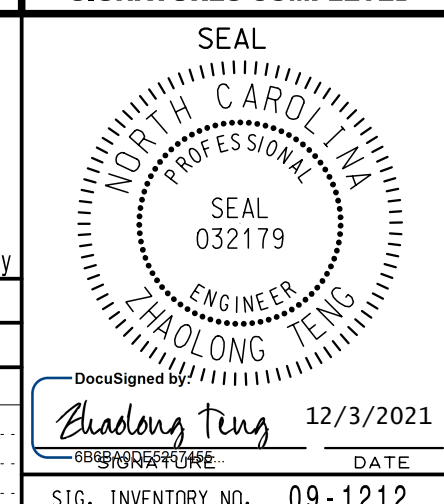 SEAL
NORTH CAROLINA
PROFESSIONAL
SEAL
032179
ENGINEER
ZHAOLONG TENG
DocuSigned by:
Zhaolong Teng 12/3/2021
6B6BA0DE5257455...
SIGNATURE DATE
SIG. INVENTORY NO. 09-1212